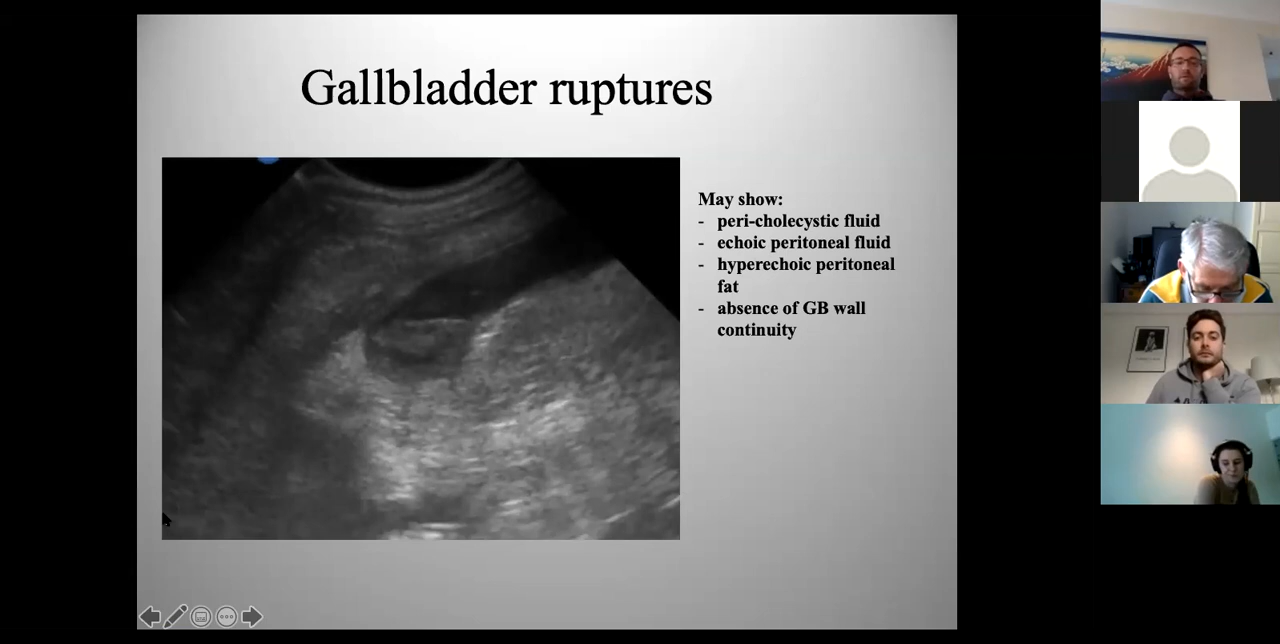 Gallbladder ruptures
May show:
- peri-cholecystic fluid
- echoic peritoneal fluid
- hyperechoic peritoneal
fat
- absence of GB wall
continuity